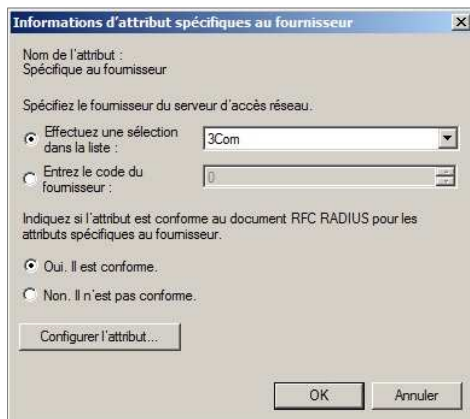 Informations d'attribut spécifiques au fournisseur
Nom de l'attribut :
Spécifique au fournisseur
Spécifiez le fournisseur du serveur d'accès réseau.
Effectuez une sélection
dans la liste :
3Com
Entrez le code du
fournisseur :
0
Indiquez si l'attribut est conforme au document RFC RADIUS pour les
attributs spécifiques au fournisseur.
Oui. Il est conforme.
Non. Il n'est pas conforme.
Configurer l'attribut...
OK
Annuler